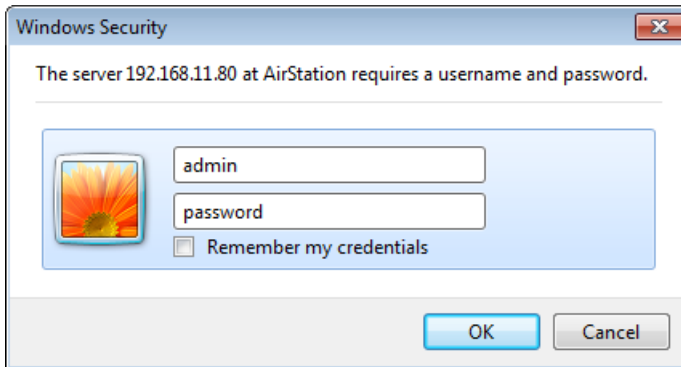 Windows Security
The server 192.168.11.80 at AirStation requires a username and password.
admin
password
Remember my credentials
OK Cancel